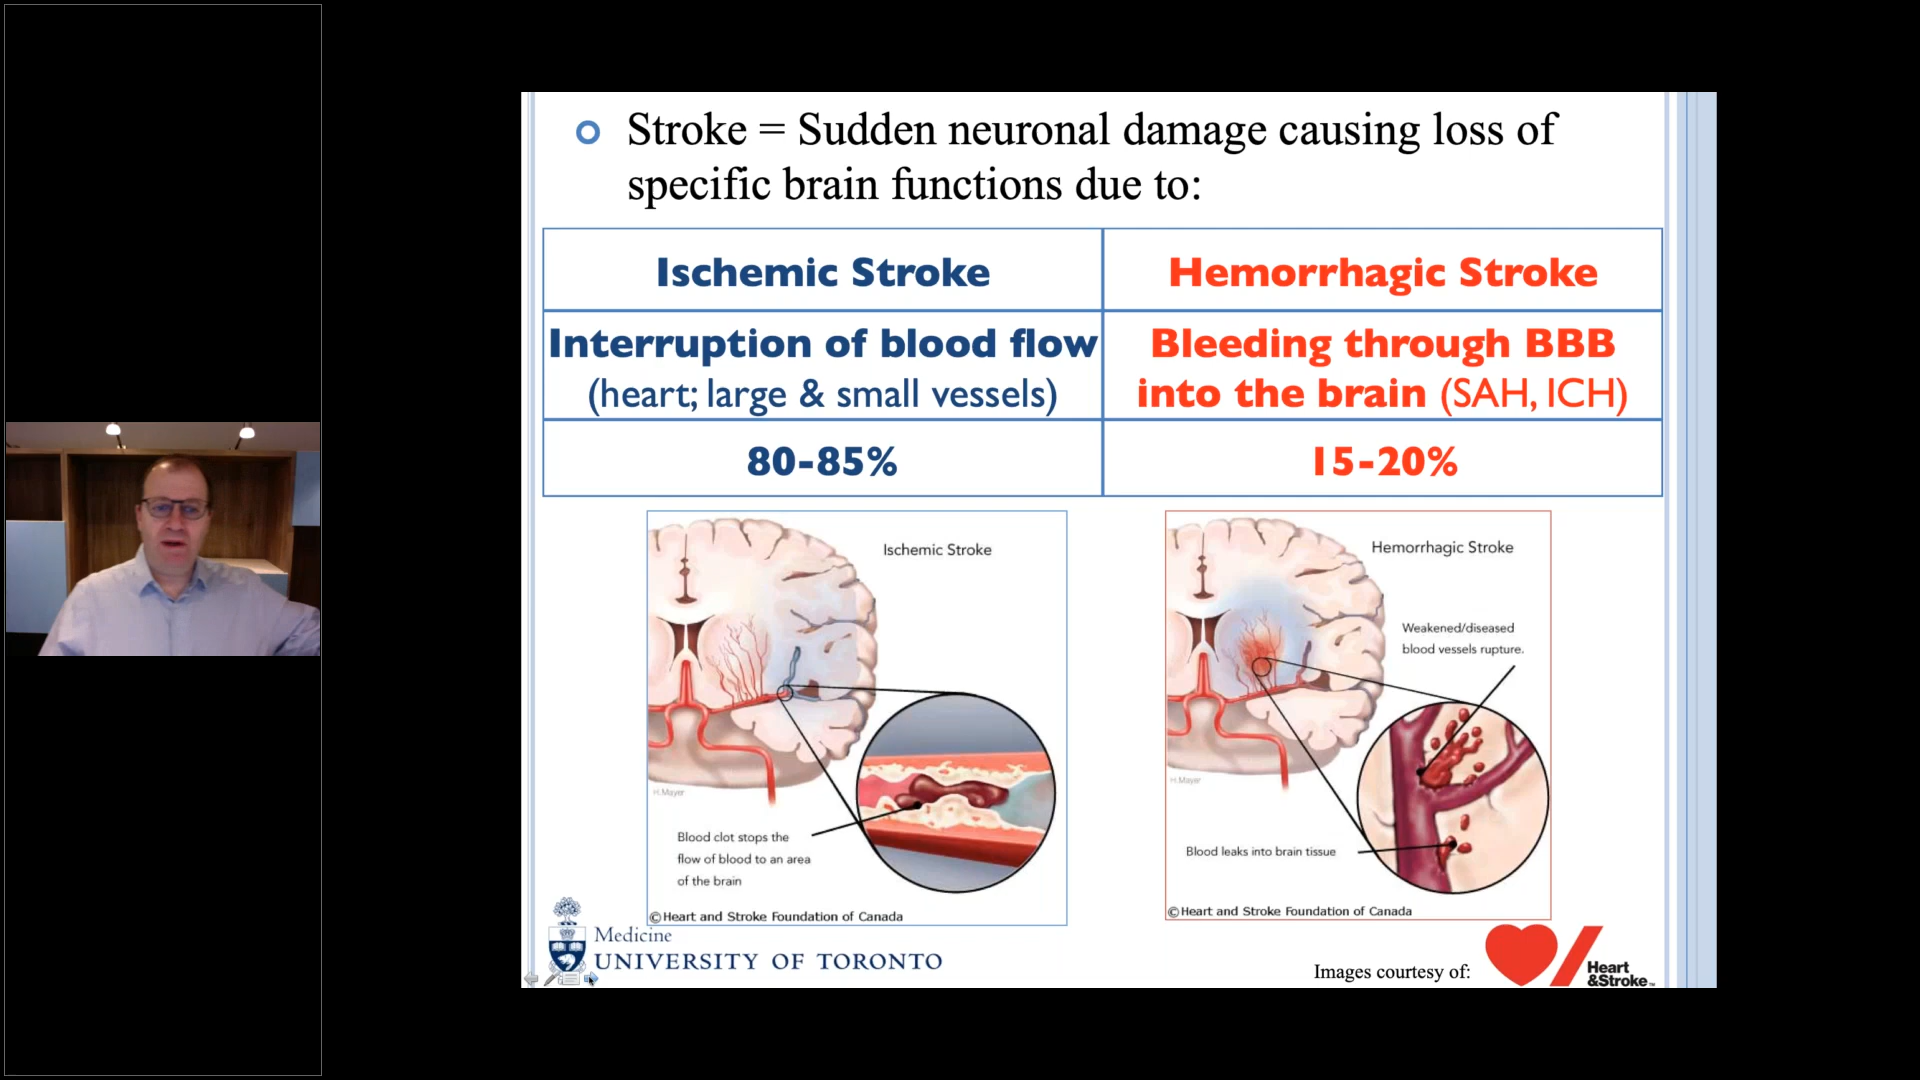 Stroke = Sudden neuronal damage causing loss of
specific brain functions due to:
Ischemic Stroke
Hemorrhagic Stroke
Interruption of blood flow
(heart; large & small vessels)
Bleeding through BBB
into the brain (SAH, ICH)
80-85%
15-20%
Ischemic Stroke
H.Mayer
Blood clot stops the
flow of blood to an area
of the brain
©Heart and Stroke Foundation of Canada
Hemorrhagic Stroke
Weakened/diseased
blood vessels rupture.
H.Mayer
Blood leaks into brain tissue
©Heart and Stroke Foundation of Canada
Medicine
UNIVERSITY OF TORONTO
Images courtesy of:
Heart
&Stroke™